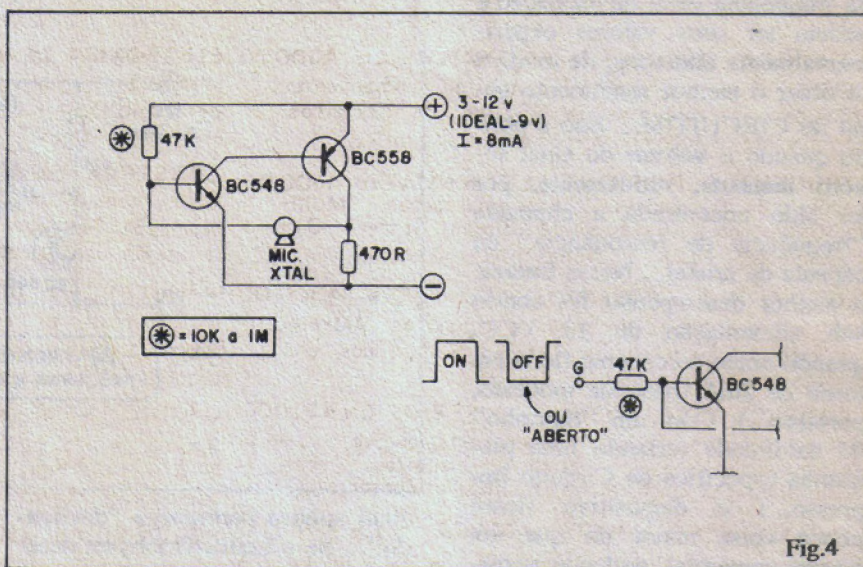 47K
BC548
BC558
3-12 v
(IDEAL-9v)
I=8mA
MIC.
XTAL
470R
= 10K a 1M
ON
OFF
OU
"ABERTO"
G
47K
BC548
Fig.4